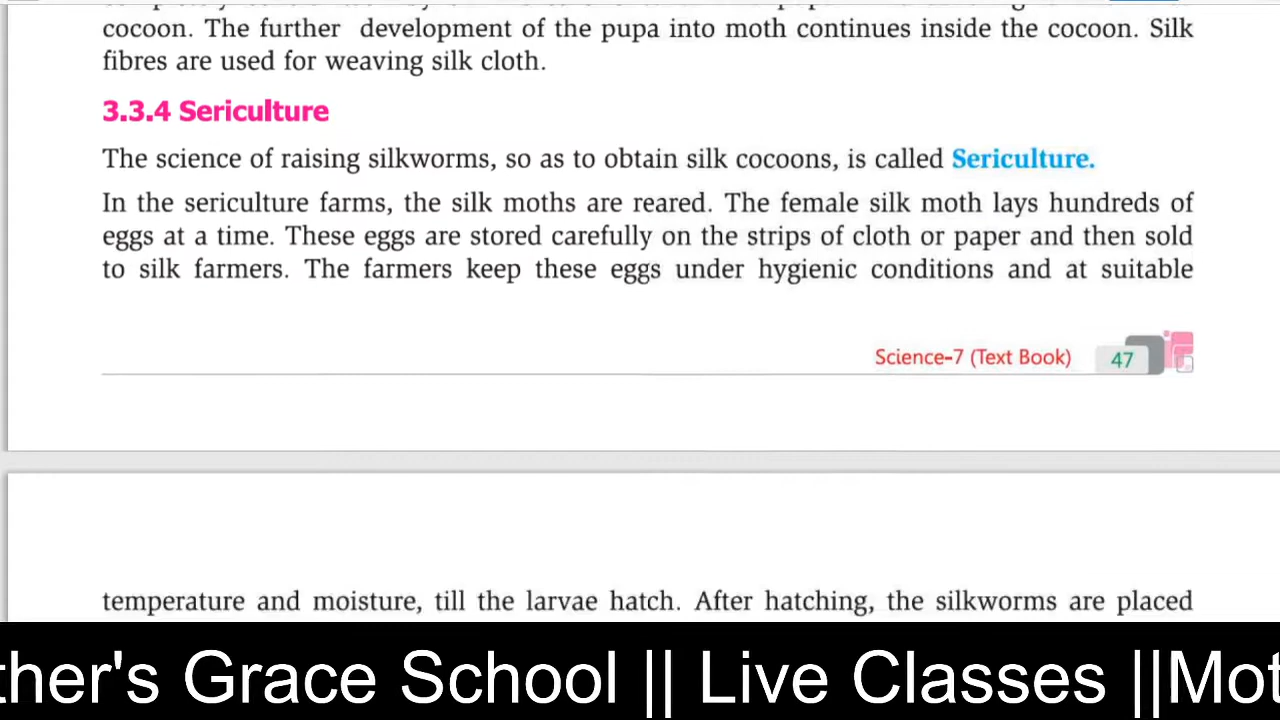 cocoon. The further development of the pupa into moth continues inside the cocoon. Silk
fibres are used for weaving silk cloth.
3.3.4 Sericulture
The science of raising silkworms, so as to obtain silk cocoons, is called Sericulture.
In the sericulture farms, the silk moths are reared. The female silk moth lays hundreds of
eggs at a time. These eggs are stored carefully on the strips of cloth or paper and then sold
to silk farmers. The farmers keep these eggs under hygienic conditions and at suitable
Science-7 (Text Book) 47
temperature and moisture, till the larvae hatch. After hatching, the silkworms are placed
ther's Grace School || Live Classes ||Mot